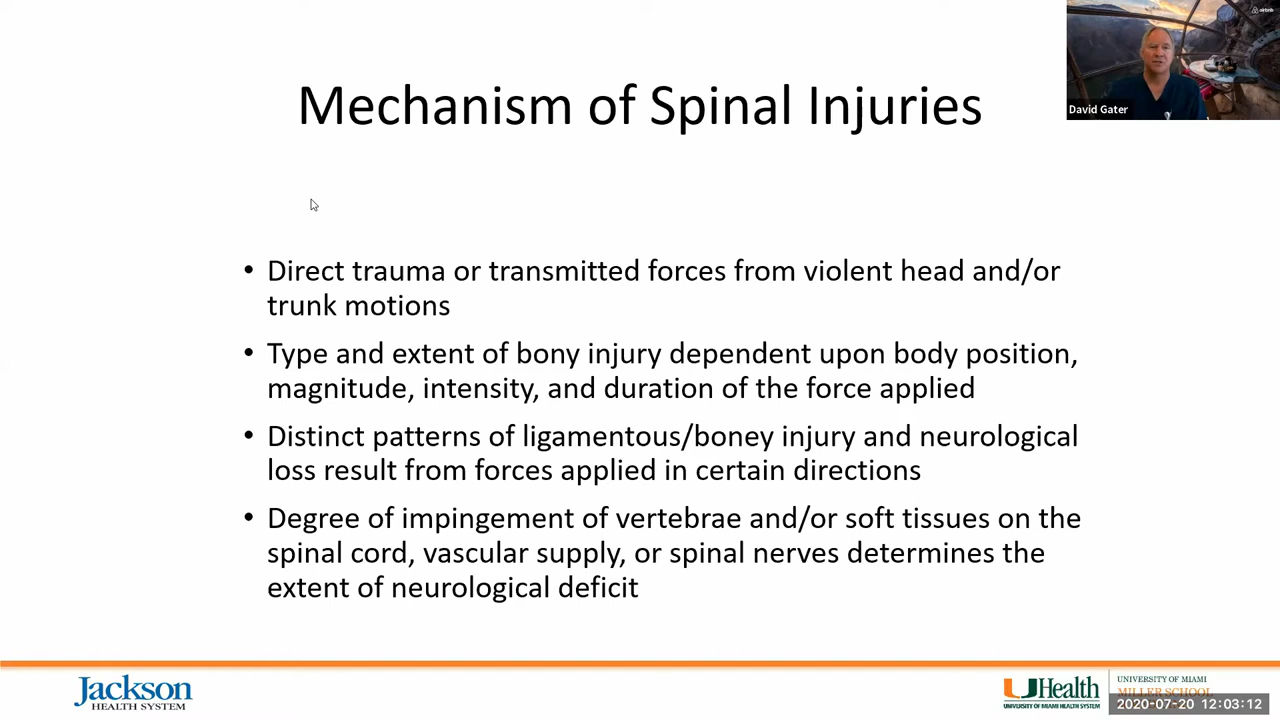 airbnb
David Gater
Mechanism of Spinal Injuries
• Direct trauma or transmitted forces from violent head and/or
trunk motions
• Type and extent of bony injury dependent upon body position,
magnitude, intensity, and duration of the force applied
• Distinct patterns of ligamentous/boney injury and neurological
loss result from forces applied in certain directions
• Degree of impingement of vertebrae and/or soft tissues on the
spinal cord, vascular supply, or spinal nerves determines the
extent of neurological deficit
Jackson
HEALTH SYSTEM
UHealth
UNIVERSITY OF MIAMI HEALTH SYSTEM
UNIVERSITY OF MIAMI
MILLER SCHOOL
2020-07-20 12:03:12